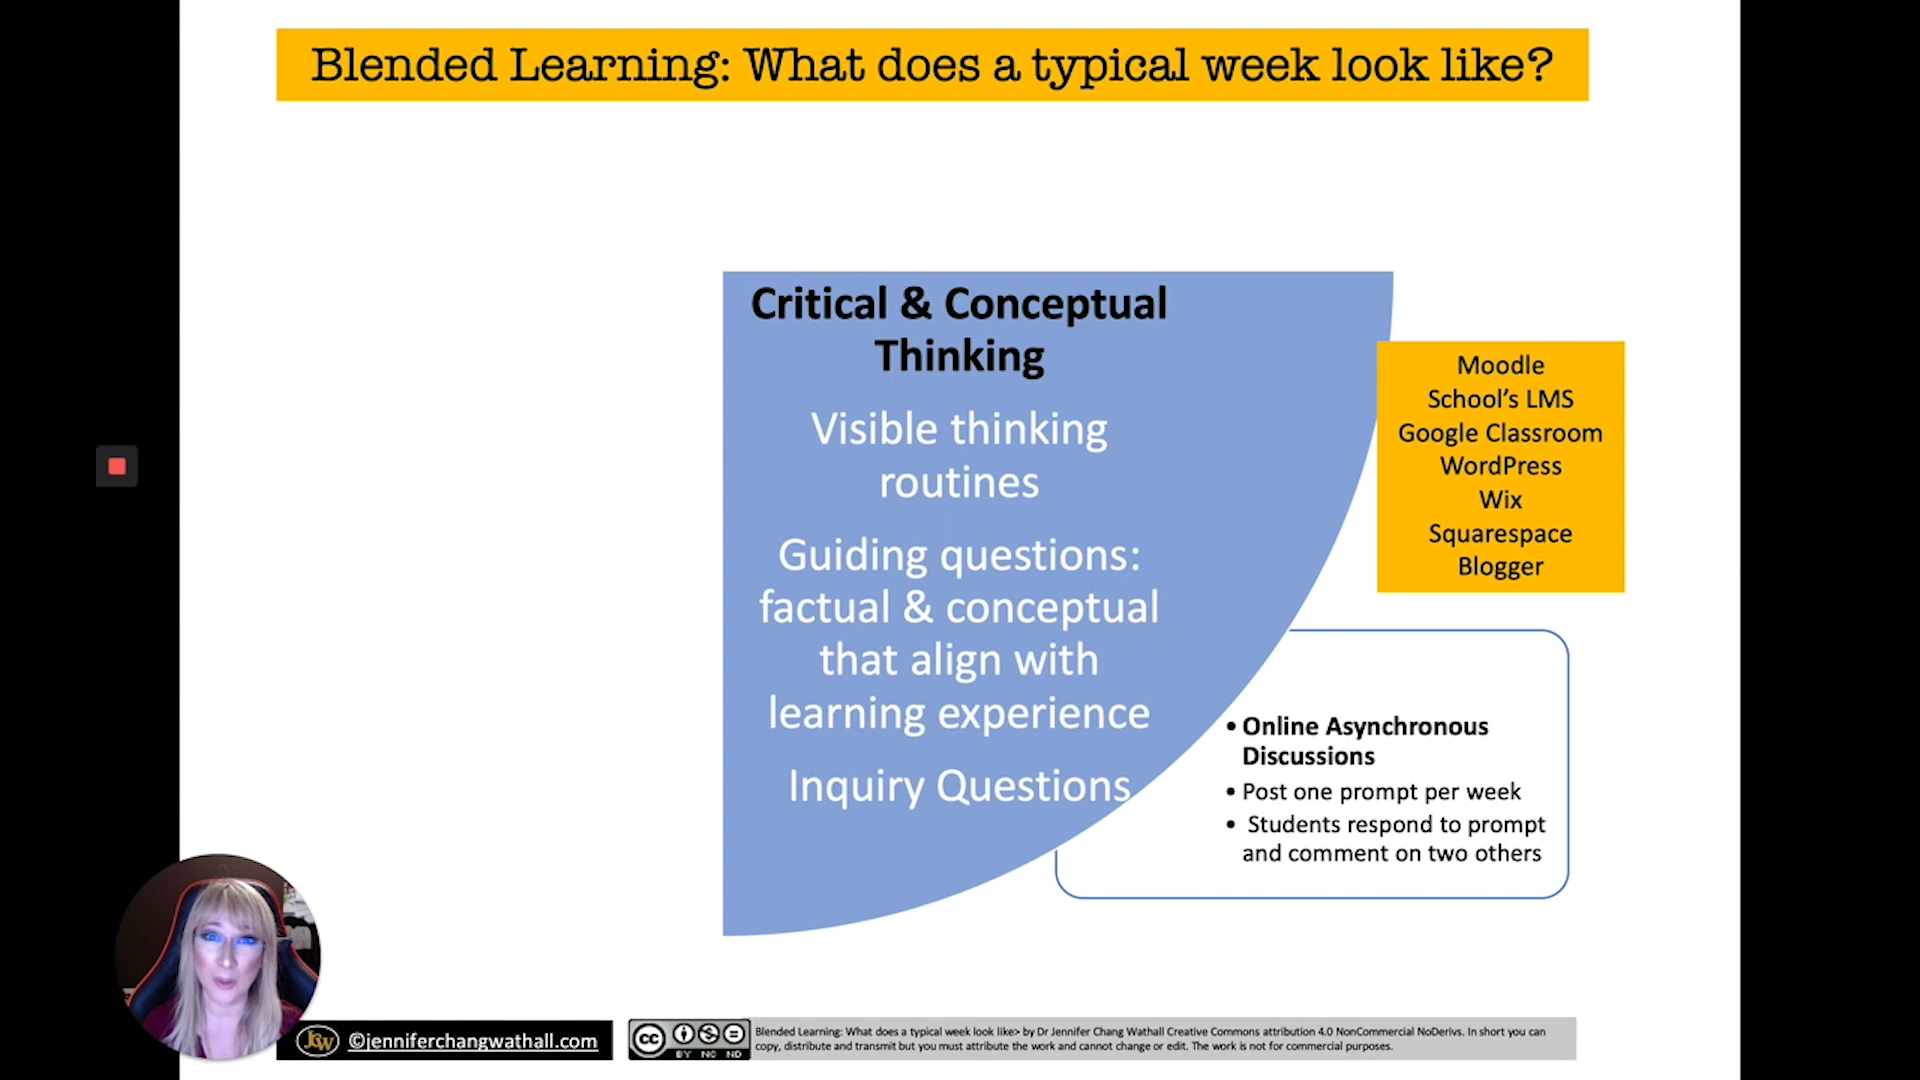 Blended Learning: What does a typical week look like?
Critical & Conceptual
Thinking
Visible thinking
routines
Guiding questions:
factual & conceptual
that align with
learning experience
Inquiry Questions
Moodle
School's LMS
Google Classroom
WordPress
Wix
Squarespace
Blogger
• Online Asynchronous
Discussions
• Post one prompt per week
• Students respond to prompt
and comment on two others
JCW ©jenniferchangwathall.com
cc BY NC ND
Blended Learning: What does a typical week look like> by Dr Jennifer Chang Wathall Creative Commons attribution 4.0 NonCommercial NoDerivs. In short you can
copy, distribute and transmit but you must attribute the work and cannot change or edit. The work is not for commercial purposes.